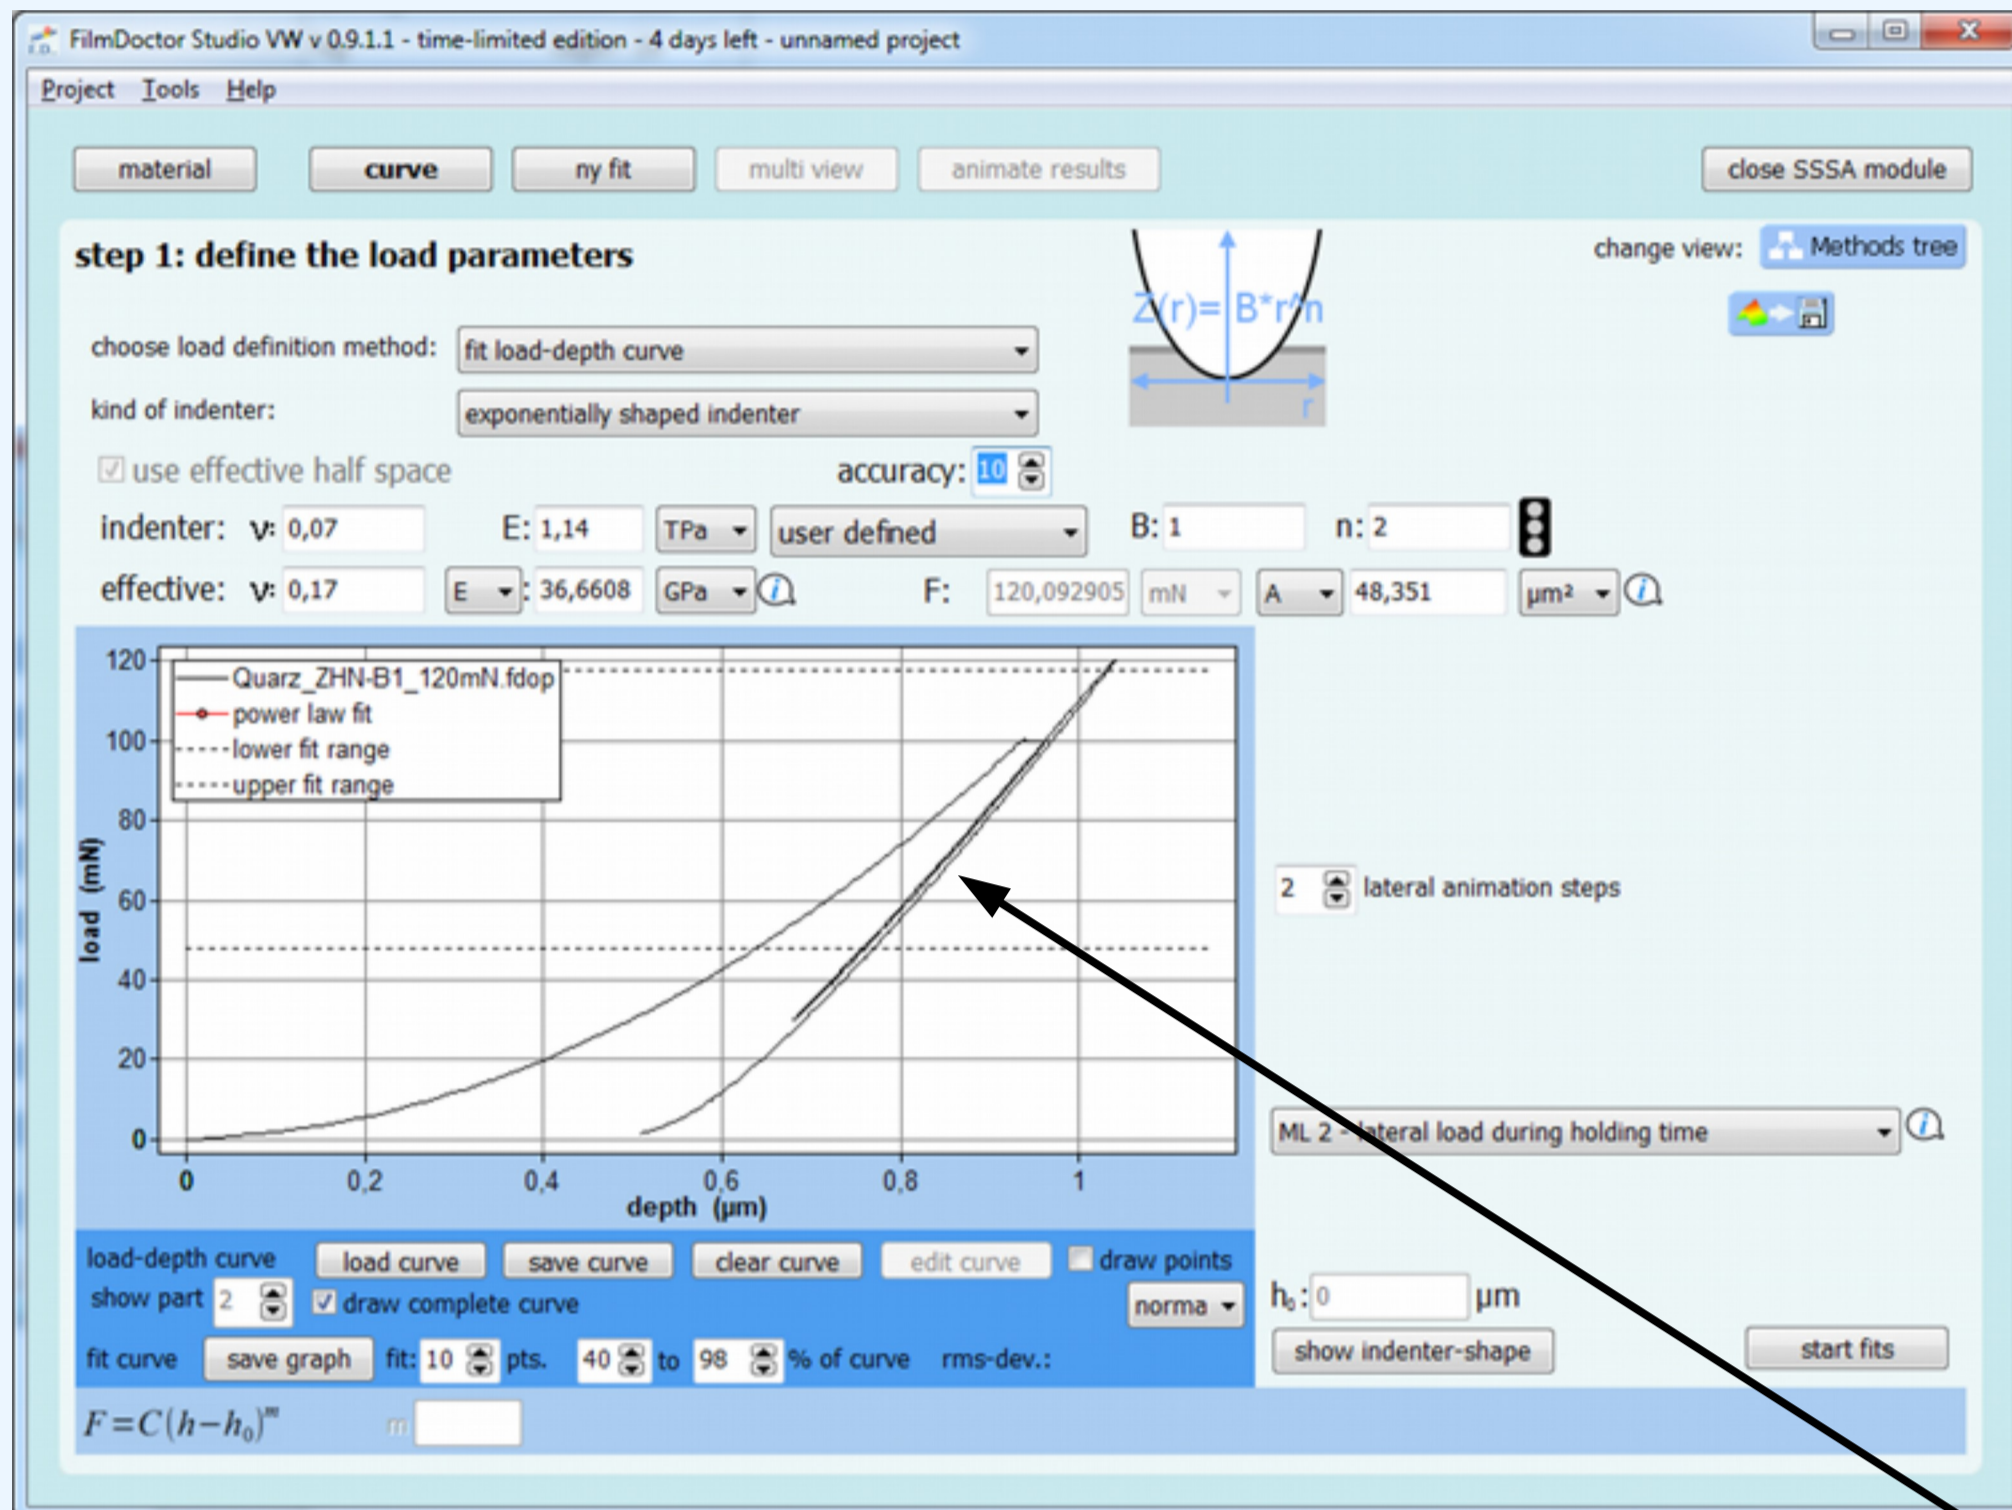 FilmDoctor Studio VW v 0.9.1.1 - time-limited edition - 4 days left - unnamed project
Project Tools Help
material curve ny fit multi view animate results close SSSA module
step 1: define the load parameters
change view: Methods tree
Z(r)= B*r^n
r
choose load definition method: fit load-depth curve
kind of indenter: exponentially shaped indenter
use effective half space accuracy: 10
indenter: ν: 0,07 E: 1,14 TPa user defined B: 1 n: 2
effective: ν: 0,17 E : 36,6608 GPa i F: 120,092905 mN A 48,351 µm² i
Quarz_ZHN-B1_120mN.fdop
power law fit
lower fit range
upper fit range
load (mN)
120
100
80
60
40
20
0
0 0,2 0,4 0,6 0,8 1
depth (µm)
2 lateral animation steps
ML 2 - lateral load during holding time i
load-depth curve load curve save curve clear curve edit curve draw points
show part 2 draw complete curve norma
h₀: 0 µm
fit curve save graph fit: 10 pts. 40 to 98 % of curve rms-dev.:
show indenter-shape start fits
F=C(h−h₀)ᵐ m